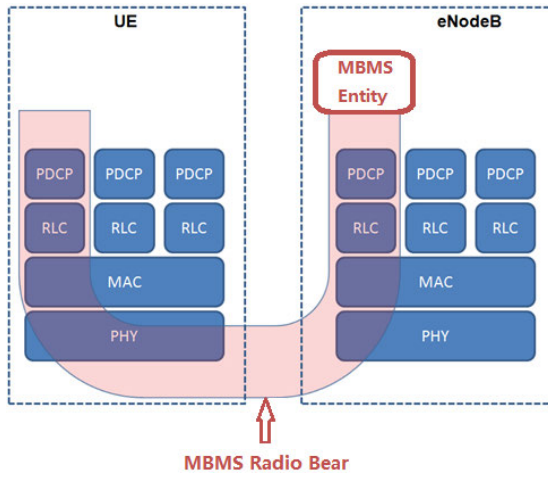 UE
eNodeB
MBMS
Entity
PDCP PDCP PDCP
PDCP PDCP PDCP
RLC RLC RLC
RLC RLC RLC
MAC
MAC
PHY
PHY
MBMS Radio Bear